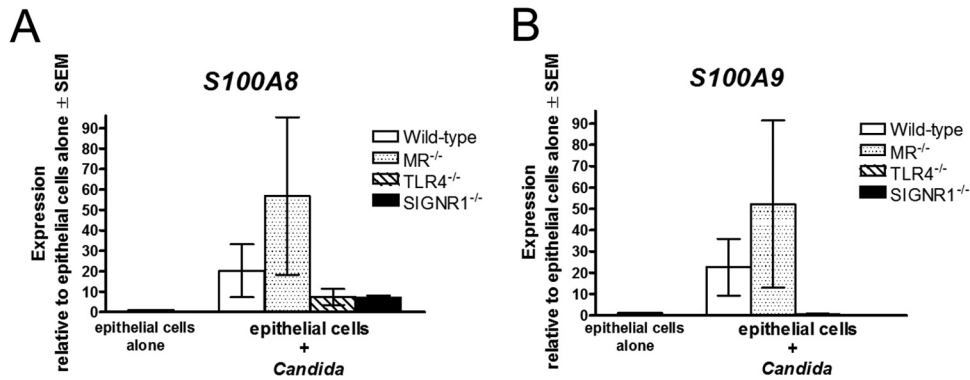 A
S100A8
Expression
relative to epithelial cells alone ± SEM
90
80
70
60
50
40
30
20
10
0
Wild-type
MR-/-
TLR4-/-
SIGNR1-/-
epithelial cells
alone
epithelial cells
+
Candida
B
S100A9
Expression
relative to epithelial cells alone ± SEM
90
80
70
60
50
40
30
20
10
0
Wild-type
MR-/-
TLR4-/-
SIGNR1-/-
epithelial cells
alone
epithelial cells
+
Candida